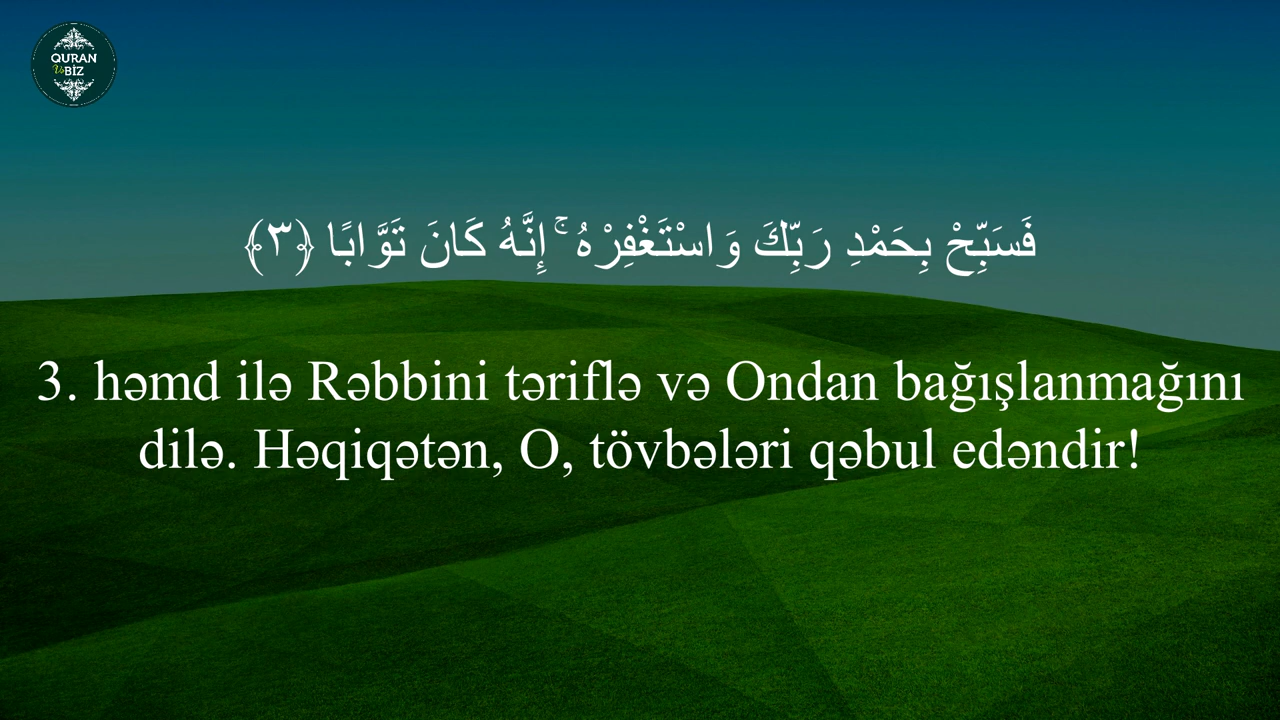 QURAN
Və BİZ
فَسَبِّحْ بِحَمْدِ رَبِّكَ وَاسْتَغْفِرْهُ ۚ إِنَّهُ كَانَ تَوَّابًا ﴿٣﴾
3. həmd ilə Rəbbini təriflə və Ondan bağışlanmağını
dilə. Həqiqətən, O, tövbələri qəbul edəndir!